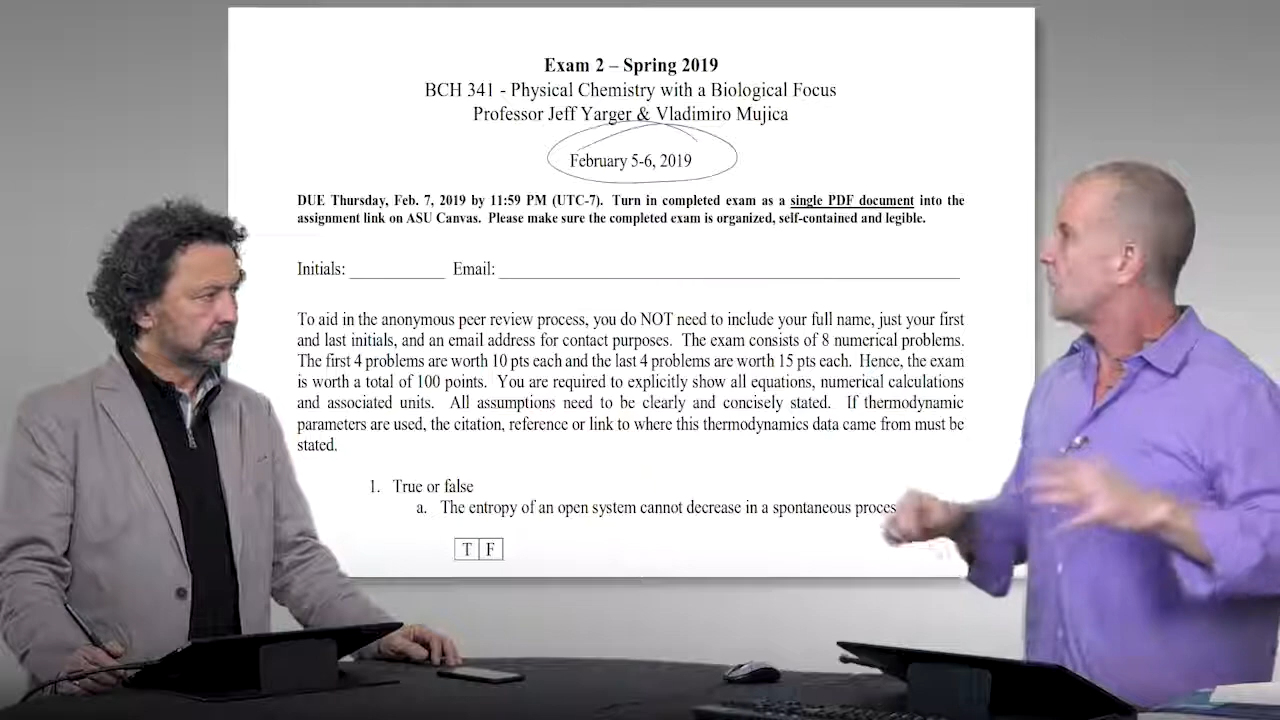 Exam 2 – Spring 2019
BCH 341 - Physical Chemistry with a Biological Focus
Professor Jeff Yarger & Vladimiro Mujica
February 5-6, 2019
DUE Thursday, Feb. 7, 2019 by 11:59 PM (UTC-7). Turn in completed exam as a single PDF document into the
assignment link on ASU Canvas. Please make sure the completed exam is organized, self-contained and legible.
Initials: ___________ Email: ______________________________________________________
To aid in the anonymous peer review process, you do NOT need to include your full name, just your first
and last initials, and an email address for contact purposes. The exam consists of 8 numerical problems.
The first 4 problems are worth 10 pts each and the last 4 problems are worth 15 pts each. Hence, the exam
is worth a total of 100 points. You are required to explicitly show all equations, numerical calculations
and associated units. All assumptions need to be clearly and concisely stated. If thermodynamic
parameters are used, the citation, reference or link to where this thermodynamics data came from must be
stated.
1. True or false
a. The entropy of an open system cannot decrease in a spontaneous proces
T F